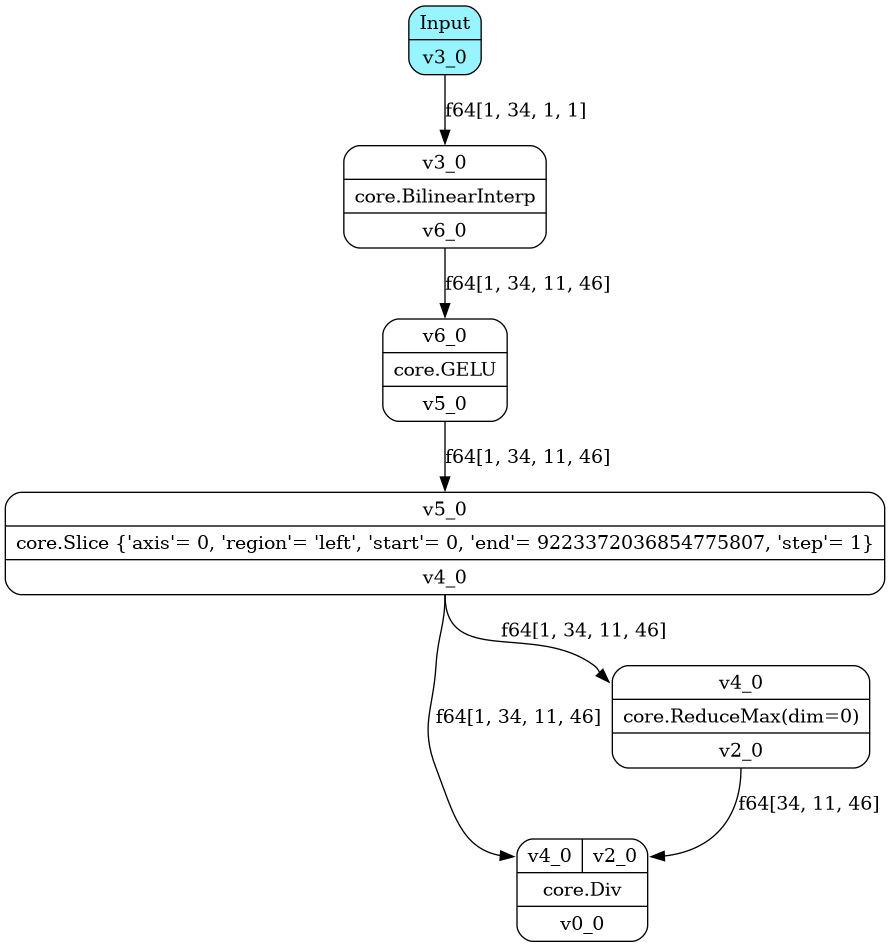 Input
v3_0
f64[1, 34, 1, 1]
v3_0
core.BilinearInterp
v6_0
f64[1, 34, 11, 46]
v6_0
core.GELU
v5_0
f64[1, 34, 11, 46]
v5_0
core.Slice {'axis'= 0, 'region'= 'left', 'start'= 0, 'end'= 9223372036854775807, 'step'= 1}
v4_0
f64[1, 34, 11, 46]
v4_0
f64[1, 34, 11, 46]
core.ReduceMax(dim=0)
v2_0
f64[34, 11, 46]
v4_0 v2_0
core.Div
v0_0